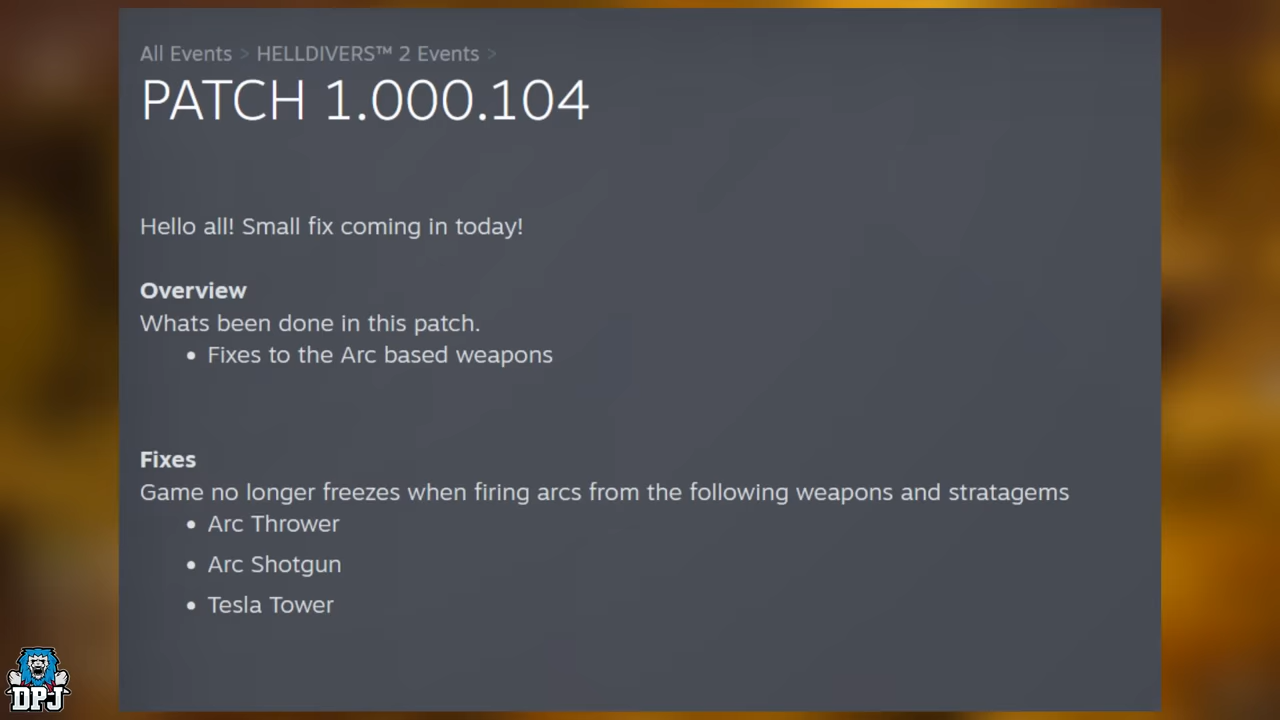 All Events > HELLDIVERS™ 2 Events >
PATCH 1.000.104
Hello all! Small fix coming in today!
Overview
Whats been done in this patch.
• Fixes to the Arc based weapons
Fixes
Game no longer freezes when firing arcs from the following weapons and stratagems
• Arc Thrower
• Arc Shotgun
• Tesla Tower
DPJ